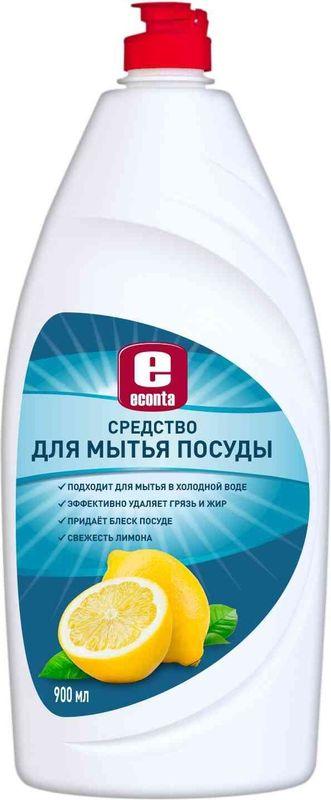 e
econta
СРЕДСТВО
ДЛЯ МЫТЬЯ ПОСУДЫ
ПОДХОДИТ ДЛЯ МЫТЬЯ В ХОЛОДНОЙ ВОДЕ
ЭФФЕКТИВНО УДАЛЯЕТ ГРЯЗЬ И ЖИР
ПРИДАЁТ БЛЕСК ПОСУДЕ
СВЕЖЕСТЬ ЛИМОНА
900 мл